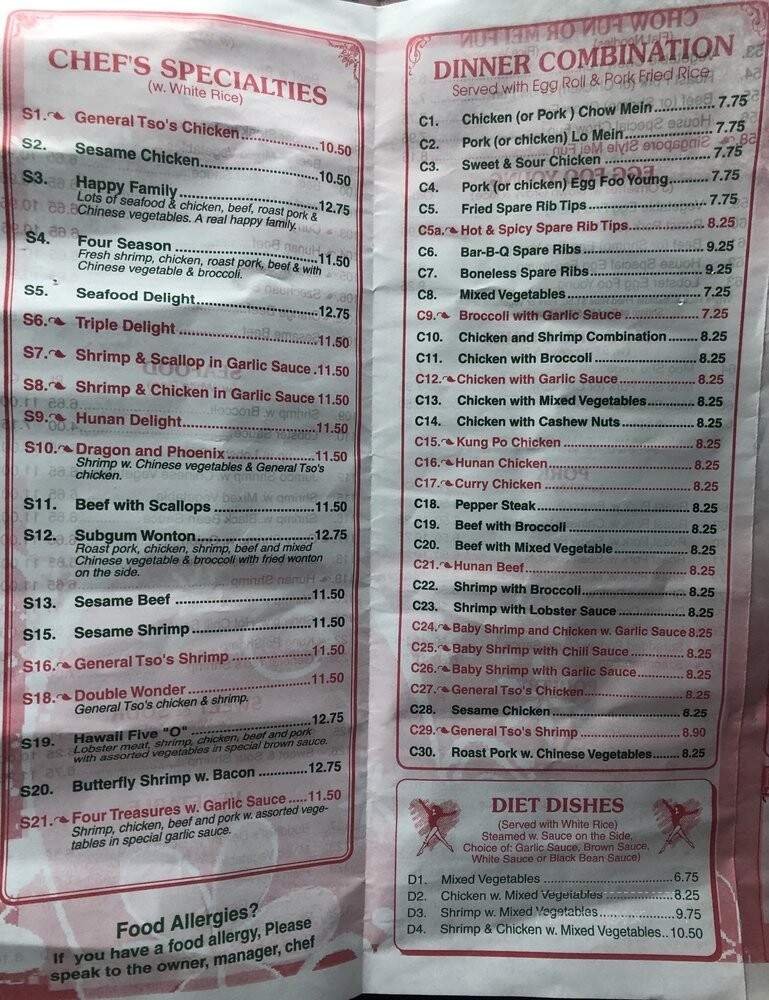 CHEF'S SPECIALTIES
(w. White Rice)
S1. General Tso's Chicken 10.50
S2. Sesame Chicken 10.50
S3. Happy Family 12.75
Lots of seafood & chicken, beef, roast pork &
Chinese vegetables. A real happy family.
S4. Four Season 11.50
Fresh shrimp, chicken, roast pork, beef & with
Chinese vegetable & broccoli.
S5. Seafood Delight 12.75
S6. Triple Delight 11.50
S7. Shrimp & Scallop in Garlic Sauce 11.50
S8. Shrimp & Chicken in Garlic Sauce 11.50
S9. Hunan Delight 11.50
S10. Dragon and Phoenix 11.50
Shrimp w. Chinese vegetables & General Tso's
chicken.
S11. Beef with Scallops 11.50
S12. Subgum Wonton 12.75
Roast pork, chicken, shrimp, beef and mixed
Chinese vegetable & broccoli with fried wonton
on the side.
S13. Sesame Beef 11.50
S15. Sesame Shrimp 11.50
S16. General Tso's Shrimp 11.50
S18. Double Wonder 11.50
General Tso's chicken & shrimp.
S19. Hawaii Five "O" 12.75
Lobster meat, shrimp, chicken, beef and pork
with assorted vegetables in special brown sauce.
S20. Butterfly Shrimp w. Bacon 12.75
S21. Four Treasures w. Garlic Sauce 11.50
Shrimp, chicken, beef and pork w. assorted vege-
tables in special garlic sauce.
Food Allergies?
If you have a food allergy, Please
speak to the owner, manager, chef
DINNER COMBINATION
Served with Egg Roll & Pork Fried Rice
C1. Chicken (or Pork ) Chow Mein 7.75
C2. Pork (or chicken) Lo Mein 7.75
C3. Sweet & Sour Chicken 7.75
C4. Pork (or chicken) Egg Foo Young 7.75
C5. Fried Spare Rib Tips 7.75
C5a. Hot & Spicy Spare Rib Tips 8.25
C6. Bar-B-Q Spare Ribs 9.25
C7. Boneless Spare Ribs 9.25
C8. Mixed Vegetables 7.25
C9. Broccoli with Garlic Sauce 7.25
C10. Chicken and Shrimp Combination 8.25
C11. Chicken with Broccoli 8.25
C12. Chicken with Garlic Sauce 8.25
C13. Chicken with Mixed Vegetables 8.25
C14. Chicken with Cashew Nuts 8.25
C15. Kung Po Chicken 8.25
C16. Hunan Chicken 8.25
C17. Curry Chicken 8.25
C18. Pepper Steak 8.25
C19. Beef with Broccoli 8.25
C20. Beef with Mixed Vegetable 8.25
C21. Hunan Beef 8.25
C22. Shrimp with Broccoli 8.25
C23. Shrimp with Lobster Sauce 8.25
C24. Baby Shrimp and Chicken w. Garlic Sauce 8.25
C25. Baby Shrimp with Chili Sauce 8.25
C26. Baby Shrimp with Garlic Sauce 8.25
C27. General Tso's Chicken 8.25
C28. Sesame Chicken 8.25
C29. General Tso's Shrimp 8.90
C30. Roast Pork w. Chinese Vegetables 8.25
DIET DISHES
(Served with White Rice)
Steamed w. Sauce on the Side,
Choice of: Garlic Sauce, Brown Sauce,
White Sauce or Black Bean Sauce)
D1. Mixed Vegetables 6.75
D2. Chicken w. Mixed Vegetables 8.25
D3. Shrimp w. Mixed Vegetables 9.75
D4. Shrimp & Chicken w. Mixed Vegetables 10.50